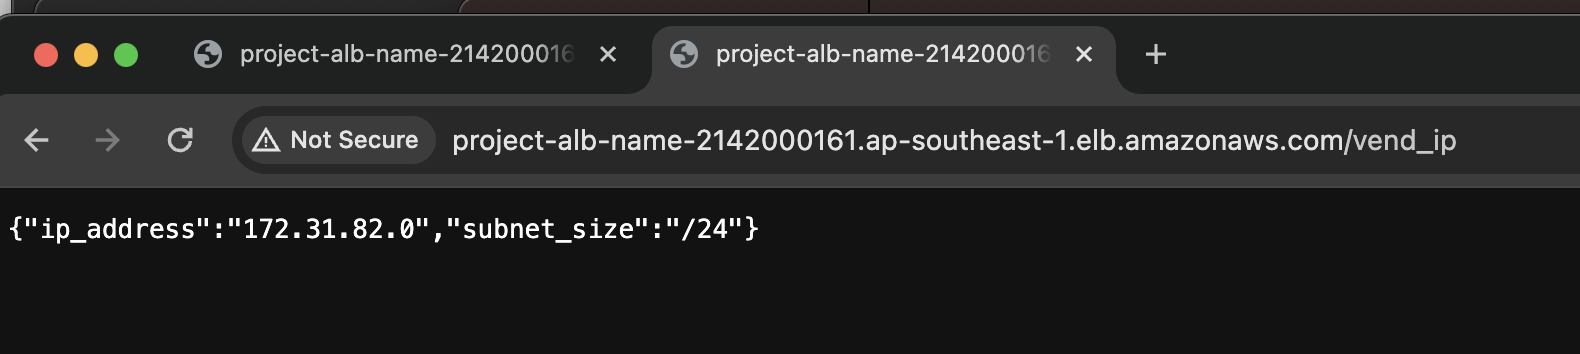 project-alb-name-2142000161 project-alb-name-214200016
Not Secure project-alb-name-2142000161.ap-southeast-1.elb.amazonaws.com/vend_ip
{"ip_address":"172.31.82.0","subnet_size":"/24"}